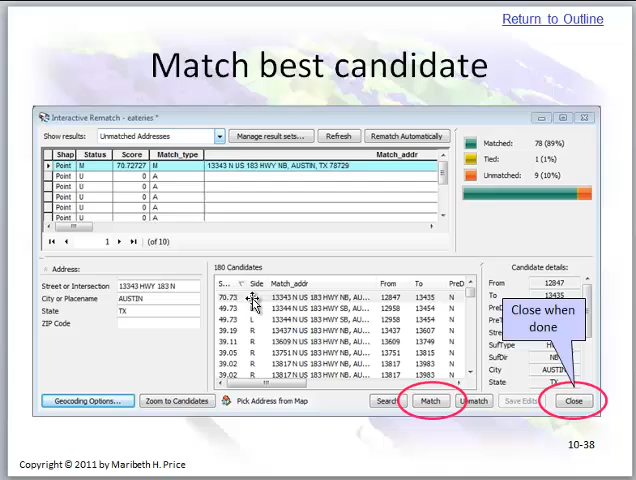 Return to Outline
Match best candidate
Interactive Rematch - eateries *
Show results: Unmatched Addresses Manage result sets... Refresh Rematch Automatically
Matched: 78 (89%)
Tied: 1 (1%)
Unmatched: 9 (10%)
Shap Status Score Match_type Match_addr
Point M 70.72727 M 13343 N US 183 HWY NB, AUSTIN, TX 78729
Point U 0 A
Point U 0 A
Point U 0 A
Point U 0 A
1 (of 10)
Address:
Street or Intersection 13343 HWY 183 N
City or Placename AUSTIN
State TX
ZIP Code
180 Candidates
S... Side Match_addr From To PreD
70.73 13343 N US 183 HWY NB, AU... 12847 13435 N
49.73 13344 N US 183 HWY NB, AU... 12958 13454 N
49.73 L 13344 N US 183 HWY SB, AU... 12958 13454 N
39.19 R 13437 N US 183 HWY NB, AU... 13437 13607 N
39.11 R 13609 N US 183 HWY NB, AU... 13609 13749 N
39.05 R 13751 N US 183 HWY NB, AU... 13751 13815 N
39.02 R 13817 N US 183 HWY NB, AU... 13817 13983 N
39.02 R 13817 N US 183 HWY NB, AU... 13817 13983 N
Candidate details:
From 12847
To 13435
PreD
PreT
Stre
SufType
SufDir NB
City AUSTIN
State TX
Close when
done
Geocoding Options... Zoom to Candidates Pick Address from Map Search Match Unmatch Save Edits Close
10-38
Copyright © 2011 by Maribeth H. Price